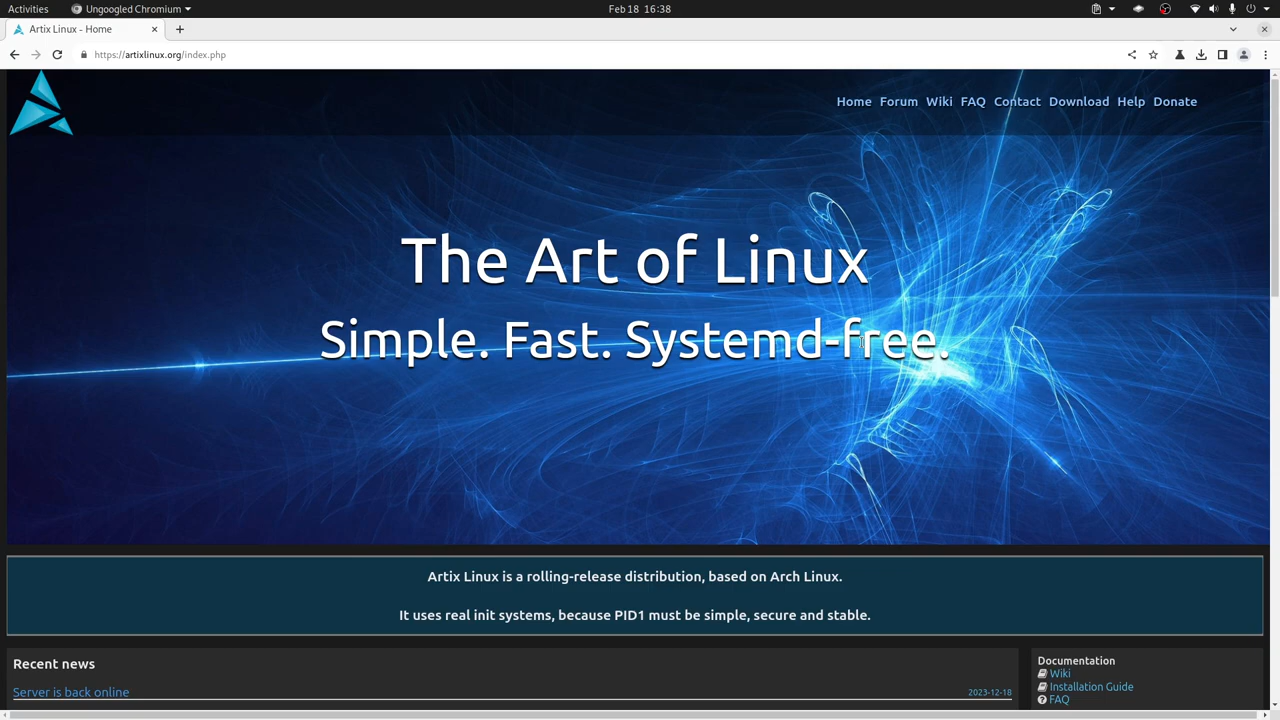 Activities Ungoogled Chromium Feb 18 16:38
Artix Linux - Home
https://artixlinux.org/index.php
Home Forum Wiki FAQ Contact Download Help Donate
The Art of Linux
Simple. Fast. Systemd-free.
Artix Linux is a rolling-release distribution, based on Arch Linux.
It uses real init systems, because PID1 must be simple, secure and stable.
Recent news
Server is back online 2023-12-18
Documentation
Wiki
Installation Guide
FAQ